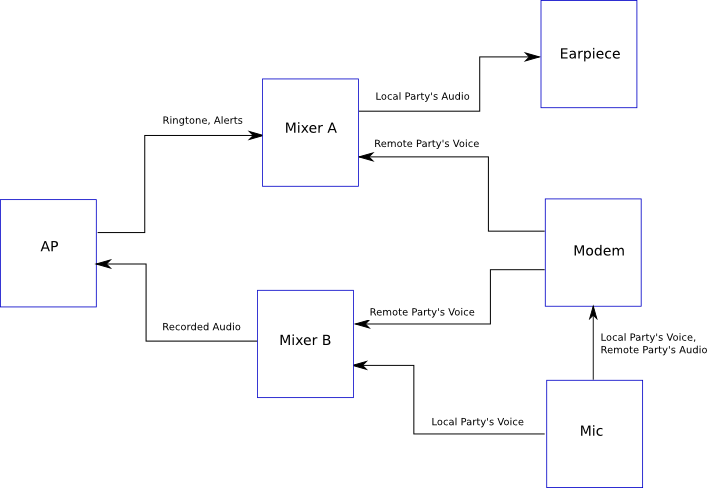 Earpiece
Local Party's Audio
Ringtone, Alerts
Mixer A
Remote Party's Voice
AP
Modem
Remote Party's Voice
Recorded Audio
Mixer B
Local Party's Voice,
Remote Party's Audio
Local Party's Voice
Mic